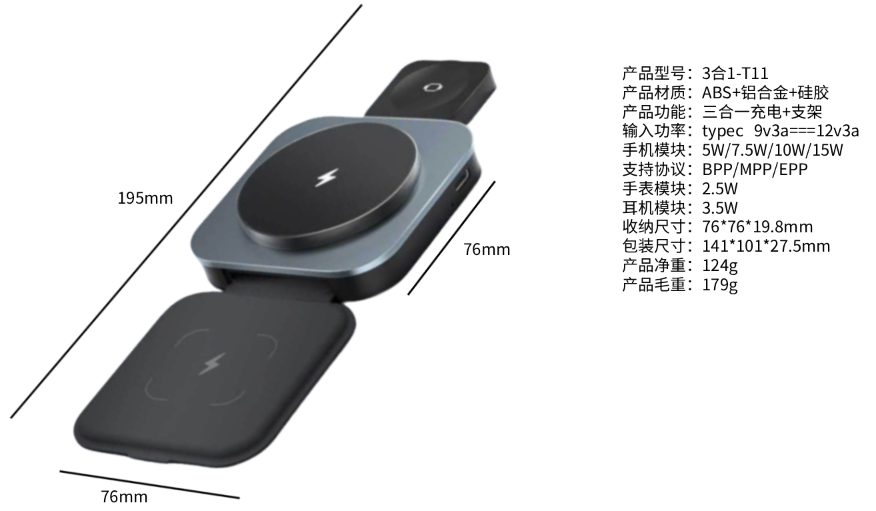 产品型号：3合1-T11
产品材质：ABS+铝合金+硅胶
产品功能：三合一充电+支架
输入功率：typec 9v3a===12v3a
手机模块：5W/7.5W/10W/15W
支持协议：BPP/MPP/EPP
手表模块：2.5W
耳机模块：3.5W
收纳尺寸：76*76*19.8mm
包装尺寸：141*101*27.5mm
产品净重：124g
产品毛重：179g
195mm
76mm
76mm